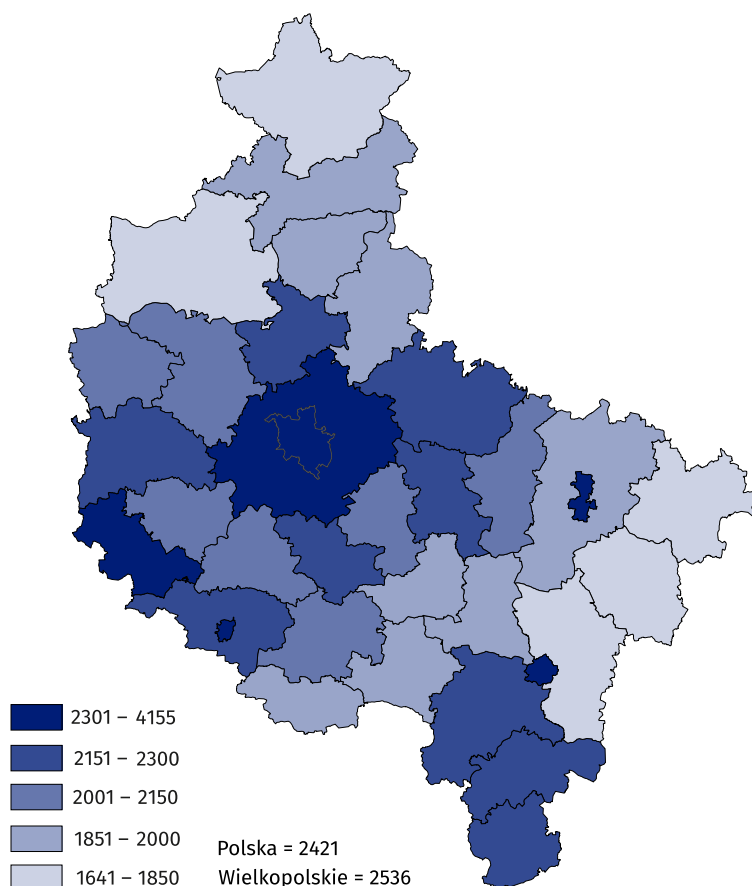 2301 – 4155
2151 – 2300
2001 – 2150
1851 – 2000
1641 – 1850
Polska = 2421
Wielkopolskie = 2536